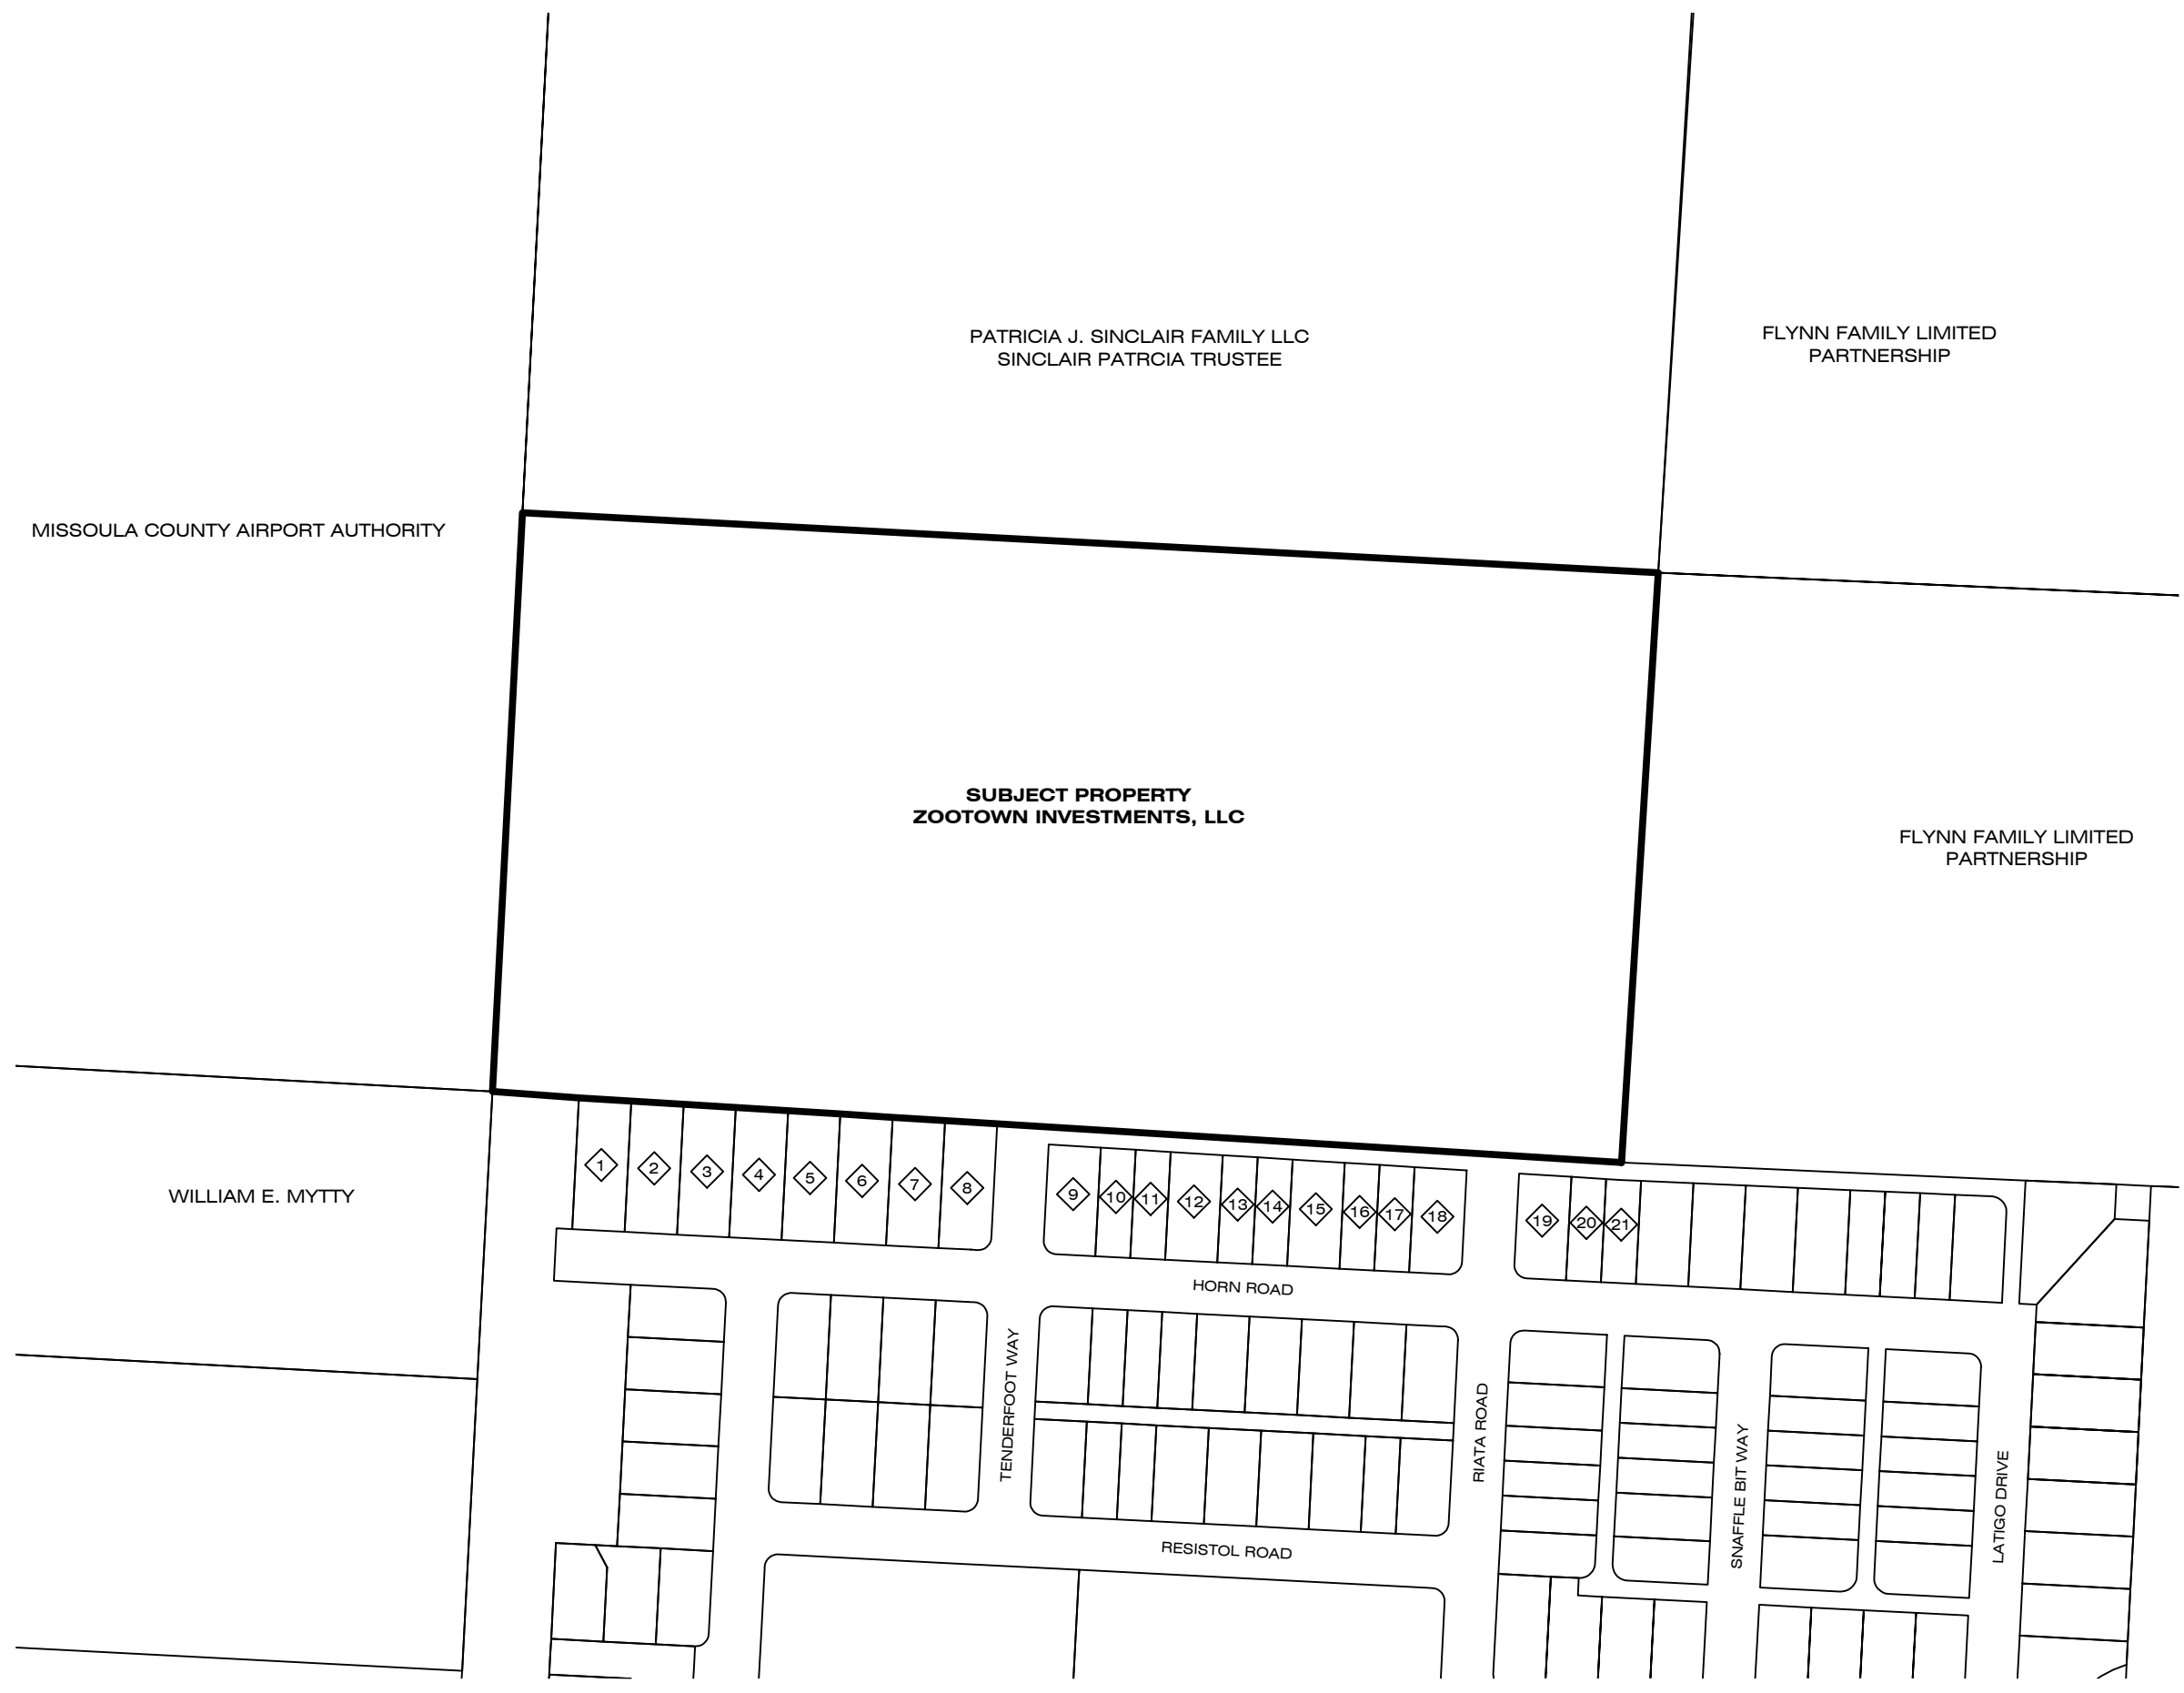 PATRICIA J. SINCLAIR FAMILY LLC
SINCLAIR PATRCIA TRUSTEE
FLYNN FAMILY LIMITED
PARTNERSHIP
MISSOULA COUNTY AIRPORT AUTHORITY
SUBJECT PROPERTY
ZOOTOWN INVESTMENTS, LLC
FLYNN FAMILY LIMITED
PARTNERSHIP
WILLIAM E. MYTTY
1
2
3
4
5
6
7
8
9
10
11
12
13
14
15
16
17
18
19
20
21
HORN ROAD
TENDERFOOT WAY
RIATA ROAD
SNAFFLE BIT WAY
LATIGO DRIVE
RESISTOL ROAD